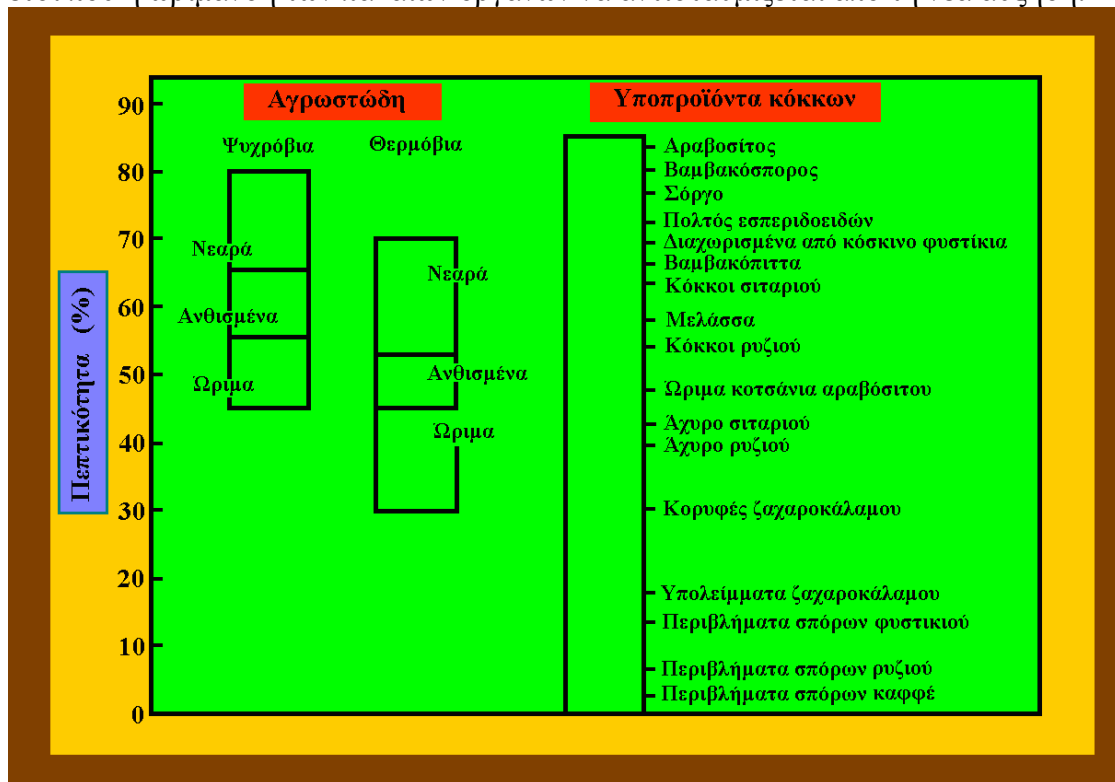 Αγρωστώδη
Υποπροϊόντα κόκκων
Ψυχρόβια
Θερμόβια
Πεπτικότητα (%)
90
80
70
60
50
40
30
20
10
0
Νεαρά
Ανθισμένα
Ώριμα
Νεαρά
Ανθισμένα
Ώριμα
Αραβοσίτος
Βαμβακόσπορος
Σόργο
Πολτός εσπεριδοειδών
Διαχωρισμένα από κόσκινο φυστίκια
Βαμβακόπιττα
Κόκκοι σιταριού
Μελάσσα
Κόκκοι ρυζιού
Ώριμα κοτσάνια αραβόσιτου
Άχυρο σιταριού
Άχυρο ρυζιού
Κορυφές ζαχαροκάλαμου
Υπολείμματα ζαχαροκάλαμου
Περιβλήματα σπόρων φυστικιού
Περιβλήματα σπόρων ρυζιού
Περιβλήματα σπόρων καφφέ